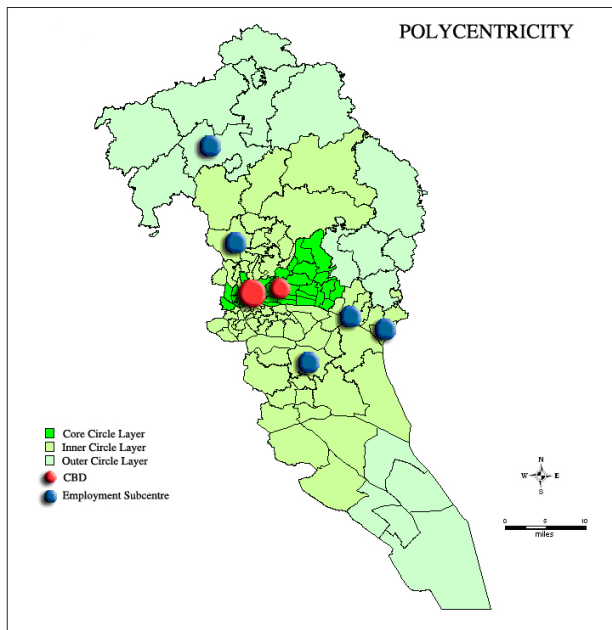 POLYCENTRICITY
Core Circle Layer
Inner Circle Layer
Outer Circle Layer
CBD
Employment Subcentre
N
W E
S
0 5 10
miles